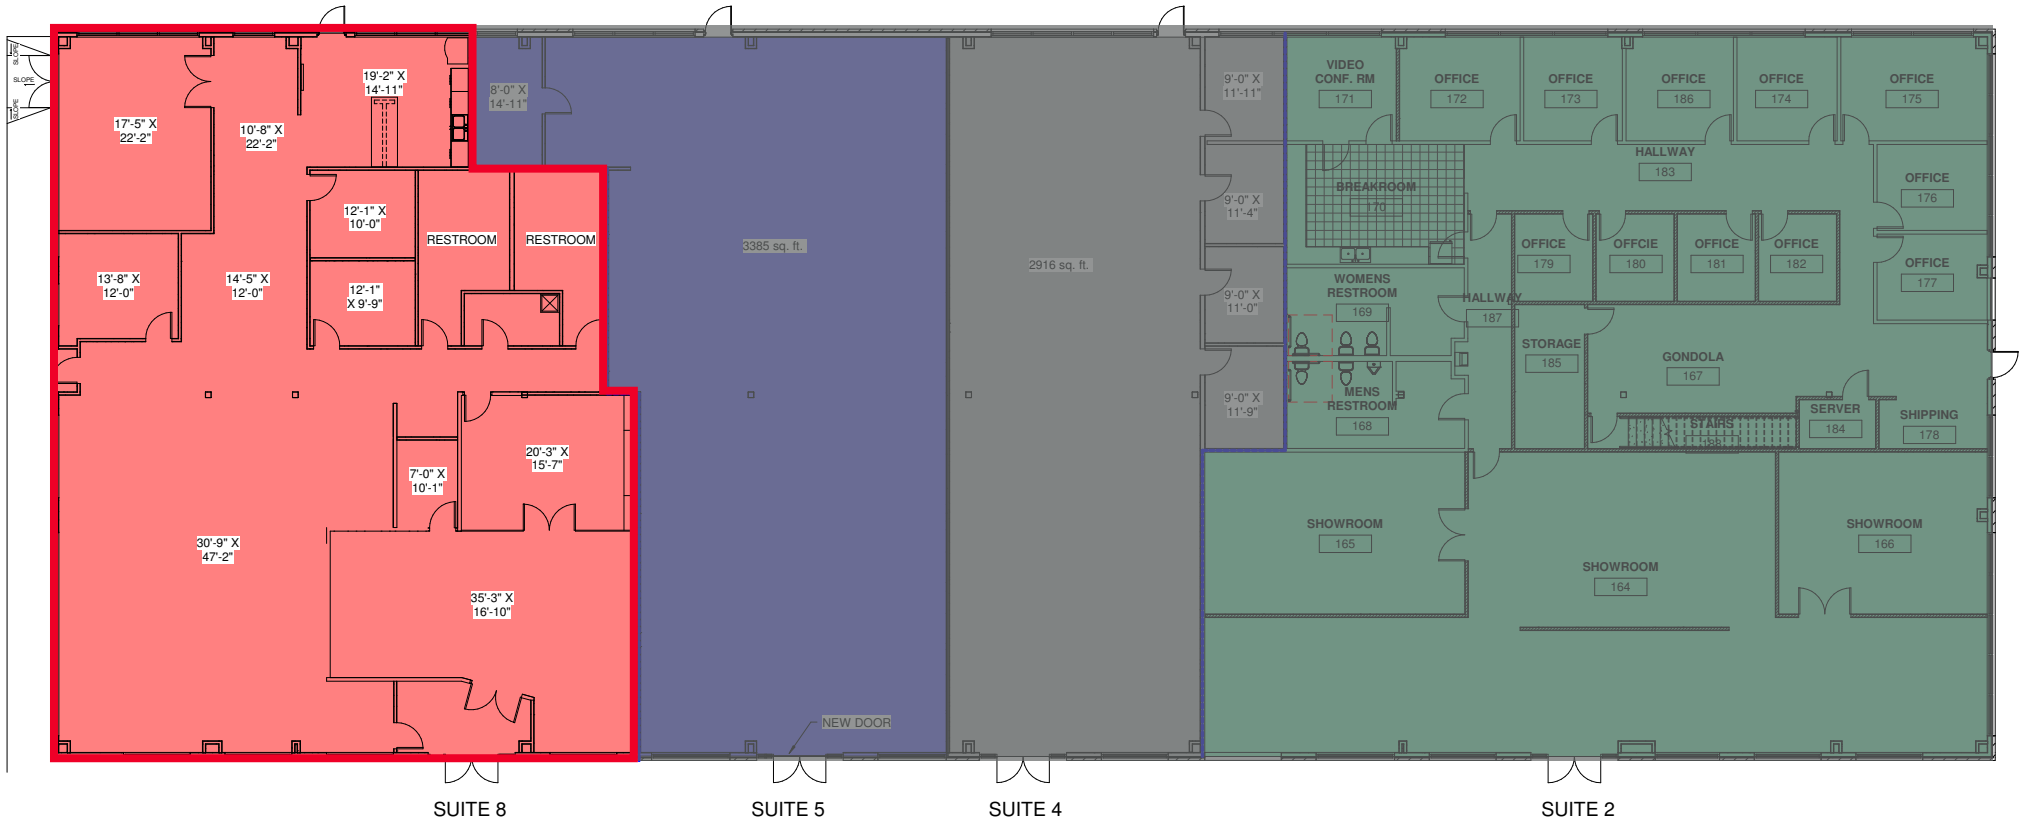 SLOPE
SLOPE
1"
SLOPE
17'-5" X
22'-2"
10'-8" X
22'-2"
19'-2" X
14'-11"
12'-1" X
10'-0"
RESTROOM
RESTROOM
13'-8" X
12'-0"
14'-5" X
12'-0"
12'-1"
X 9'-9"
7'-0" X
10'-1"
20'-3" X
15'-7"
30'-9" X
47'-2"
35'-3" X
16'-10"
8'-0" X
14'-11"
3385 sq. ft.
NEW DOOR
2916 sq. ft.
9'-0" X
11'-11"
9'-0" X
11'-4"
9'-0" X
11'-0"
9'-0" X
11'-9"
VIDEO
CONF. RM
171
OFFICE
172
OFFICE
173
OFFICE
186
OFFICE
174
OFFICE
175
HALLWAY
183
BREAKROOM
170
OFFICE
176
OFFICE
179
OFFCIE
180
OFFICE
181
OFFICE
182
OFFICE
177
WOMENS
RESTROOM
169
HALLWAY
187
STORAGE
185
GONDOLA
167
MENS
RESTROOM
168
STAIRS
188
SERVER
184
SHIPPING
178
SHOWROOM
165
SHOWROOM
164
SHOWROOM
166
SUITE 8
SUITE 5
SUITE 4
SUITE 2